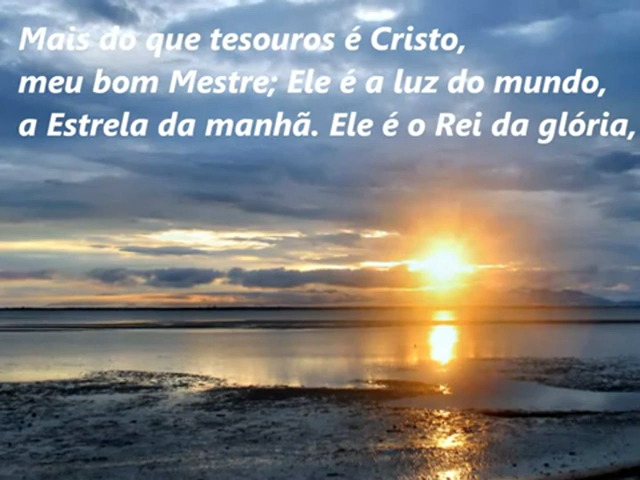 Mais do que tesouros é Cristo,
meu bom Mestre; Ele é a luz do mundo,
a Estrela da manhã. Ele é o Rei da glória,